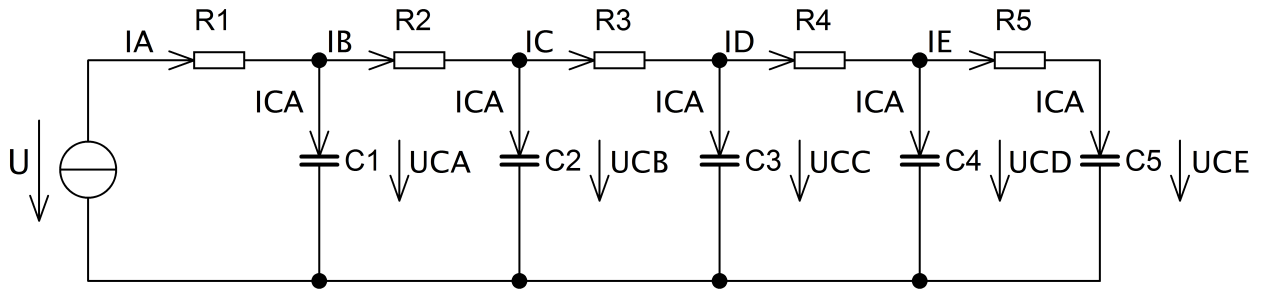 R1 R2 R3 R4 R5
IA IB IC ID IE
ICA ICA ICA ICA ICA
U C1 UCA C2 UCB C3 UCC C4 UCD C5 UCE